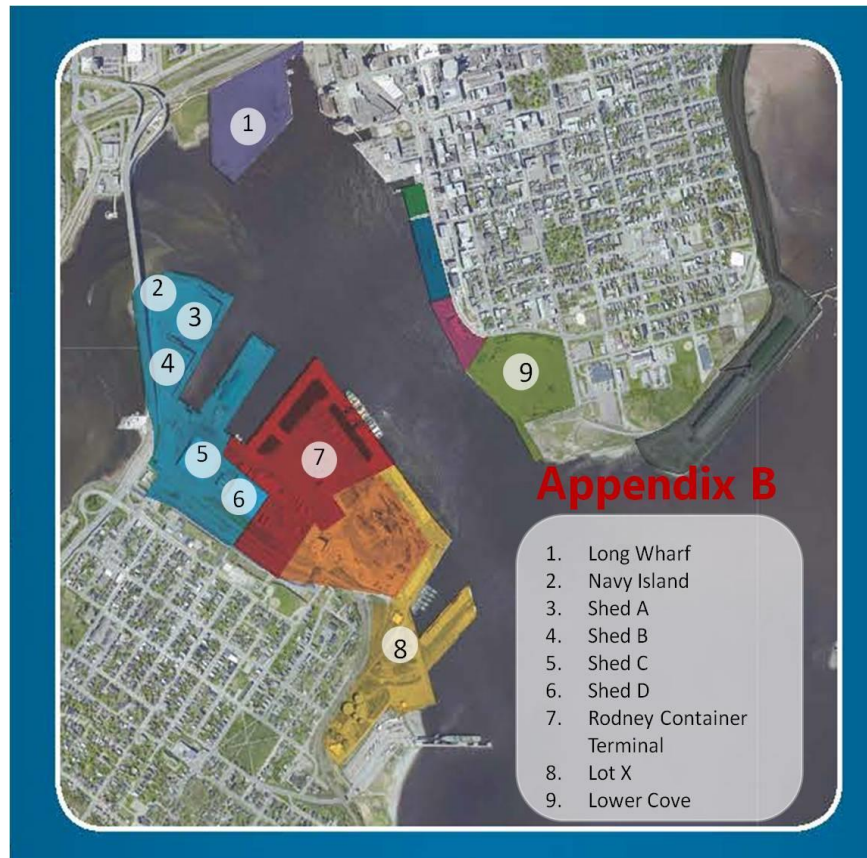 1
2
3
4
5
6
7
8
9
Appendix B
1. Long Wharf
2. Navy Island
3. Shed A
4. Shed B
5. Shed C
6. Shed D
7. Rodney Container
Terminal
8. Lot X
9. Lower Cove